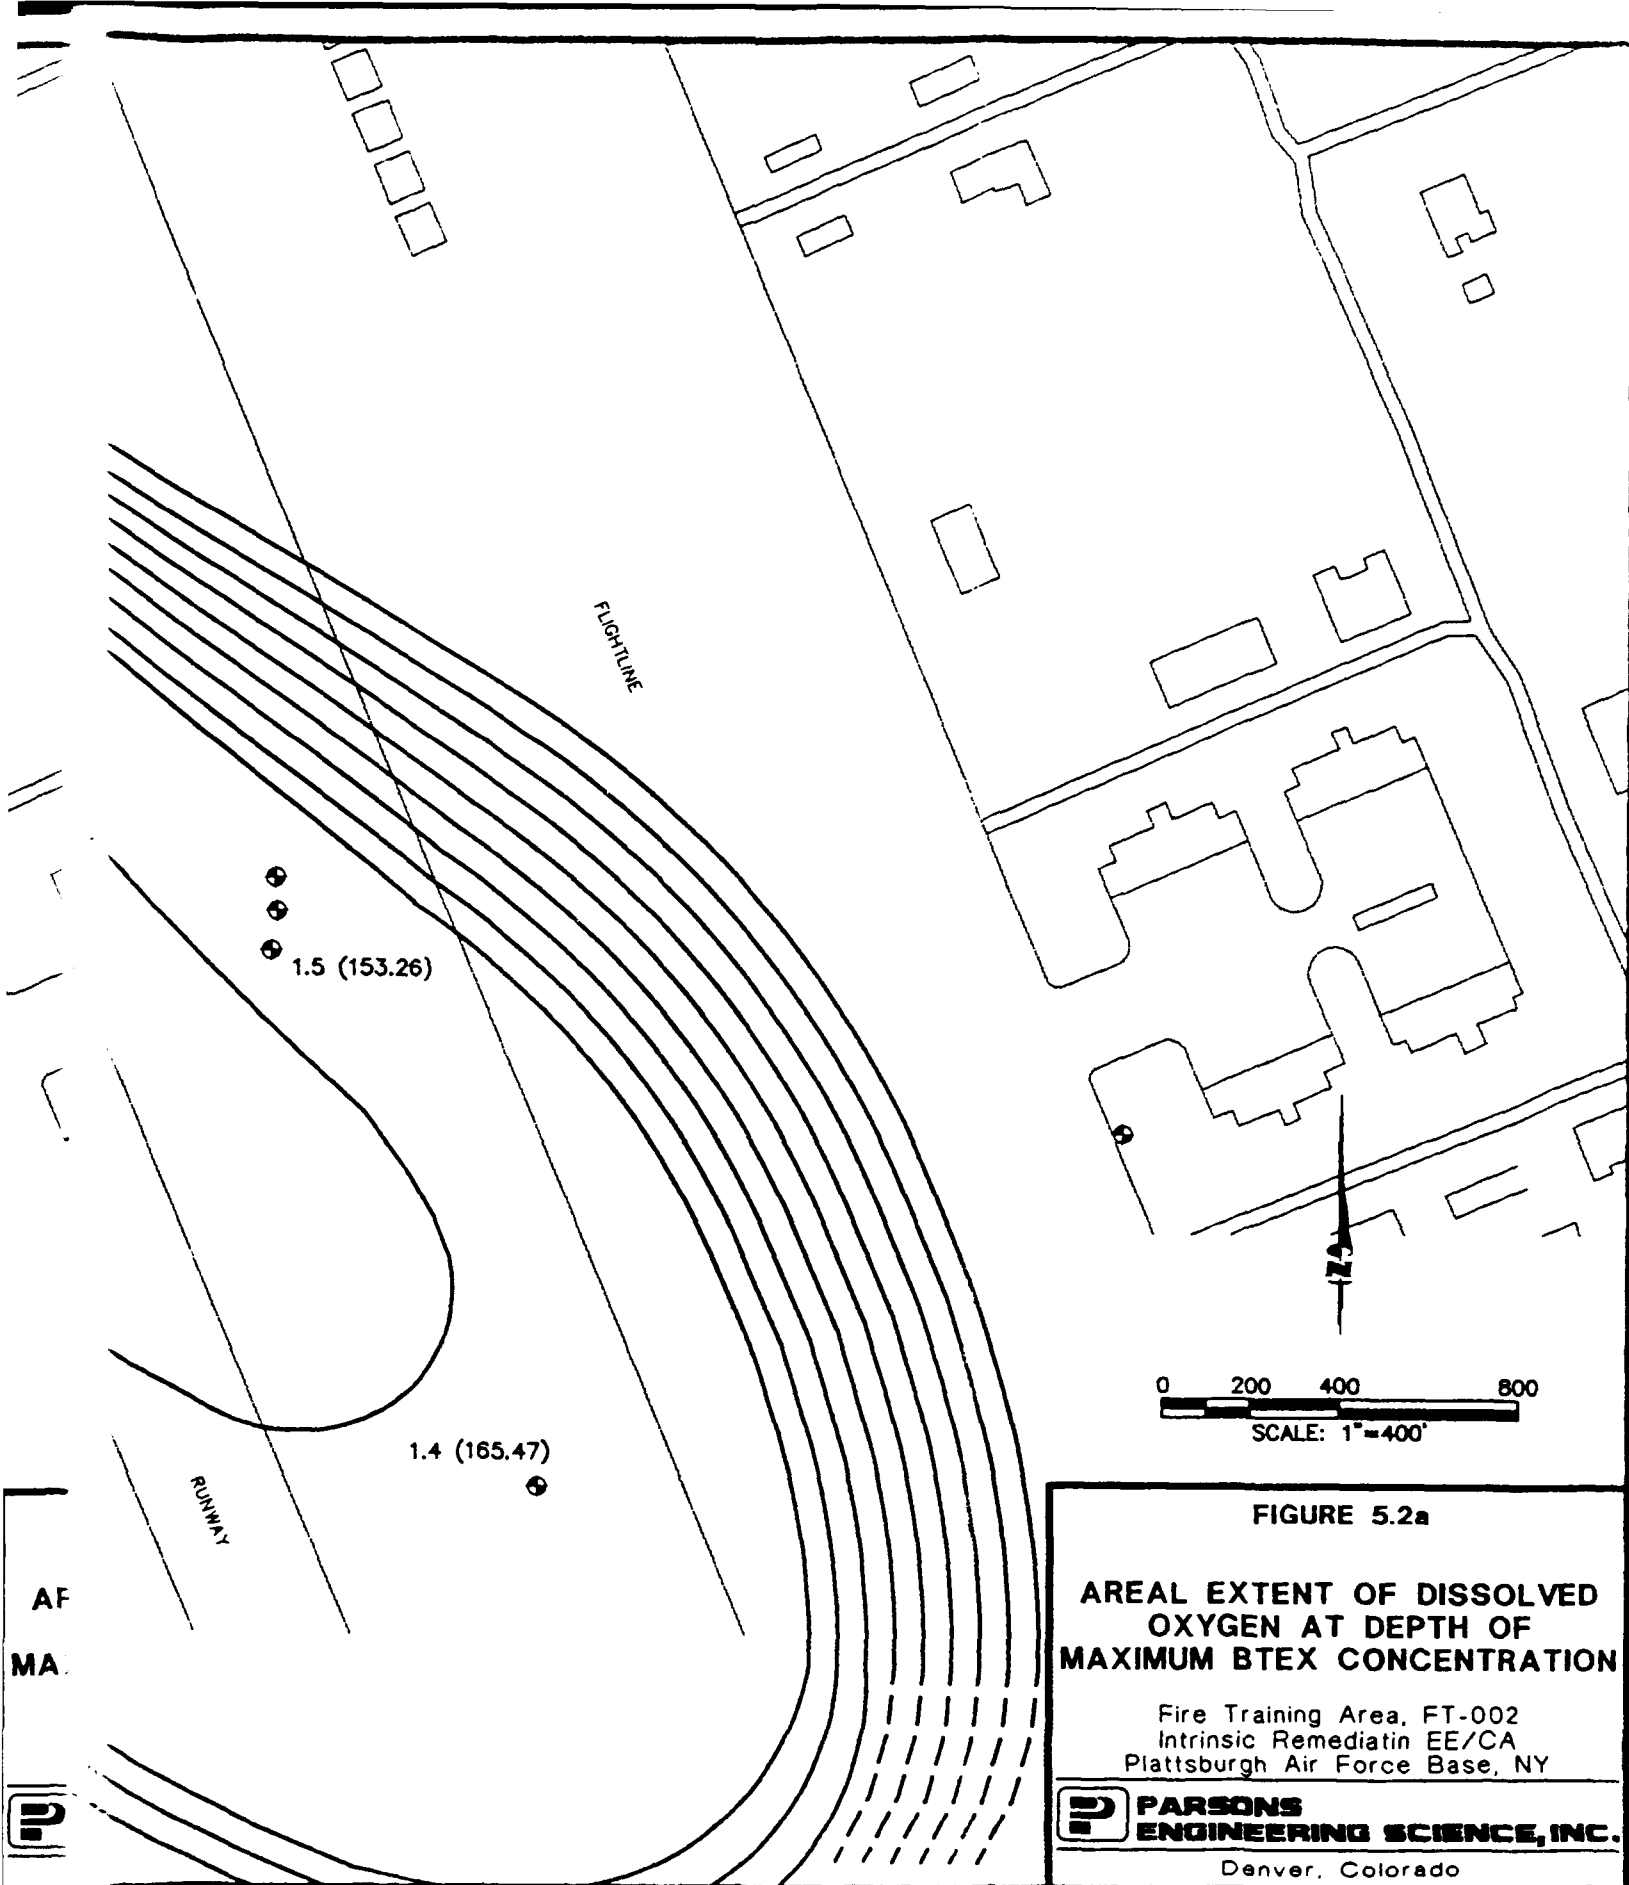 FLIGHTLINE
1.5 (153.26)
1.4 (165.47)
RUNWAY
N
0 200 400 800
SCALE: 1"=400'
FIGURE 5.2a
AREAL EXTENT OF DISSOLVED
OXYGEN AT DEPTH OF
MAXIMUM BTEX CONCENTRATION
Fire Training Area, FT-002
Intrinsic Remediatin EE/CA
Plattsburgh Air Force Base, NY
PARSONS
ENGINEERING SCIENCE, INC.
Denver, Colorado
MA